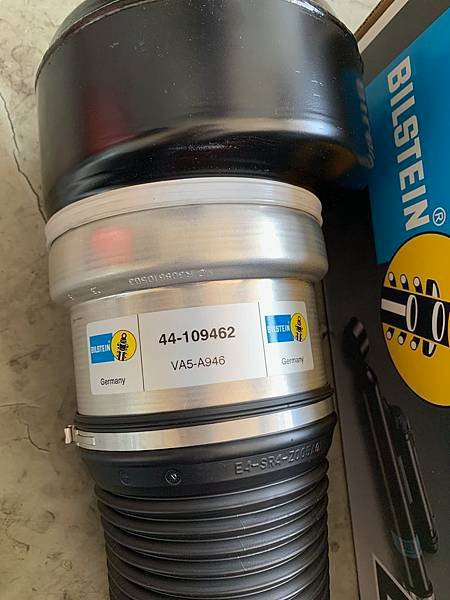 BILSTEIN®
BILSTEIN
Germany
44-109462
VA5-A946
BILSTEIN
Germany